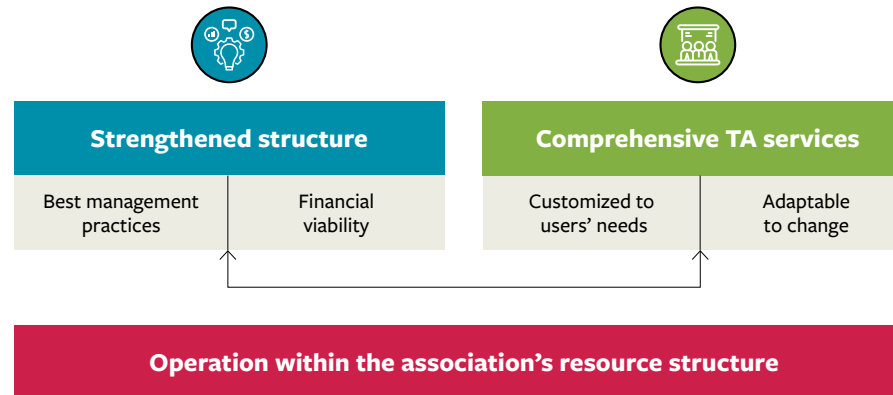 Strengthened structure
Comprehensive TA services
Best management
practices
Financial
viability
Customized to
users’ needs
Adaptable
to change
Operation within the association’s resource structure